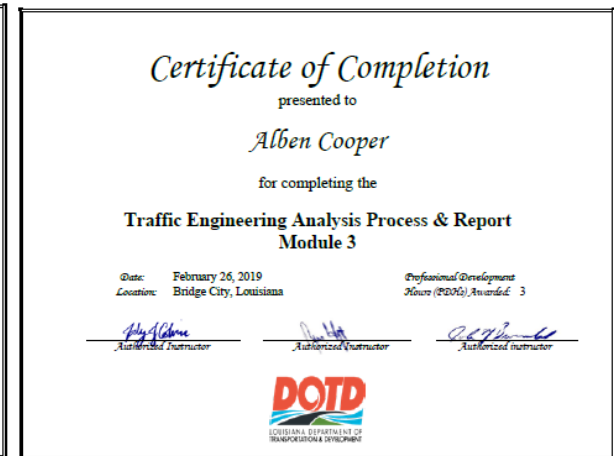 Certificate of Completion
presented to
Alben Cooper
for completing the
Traffic Engineering Analysis Process & Report
Module 3
Date: February 26, 2019
Location: Bridge City, Louisiana
Professional Development
Hours (PDHs) Awarded: 3
Authorized Instructor
Authorized Instructor
Authorized instructor
DOTD
LOUISIANA DEPARTMENT OF
TRANSPORTATION & DEVELOPMENT